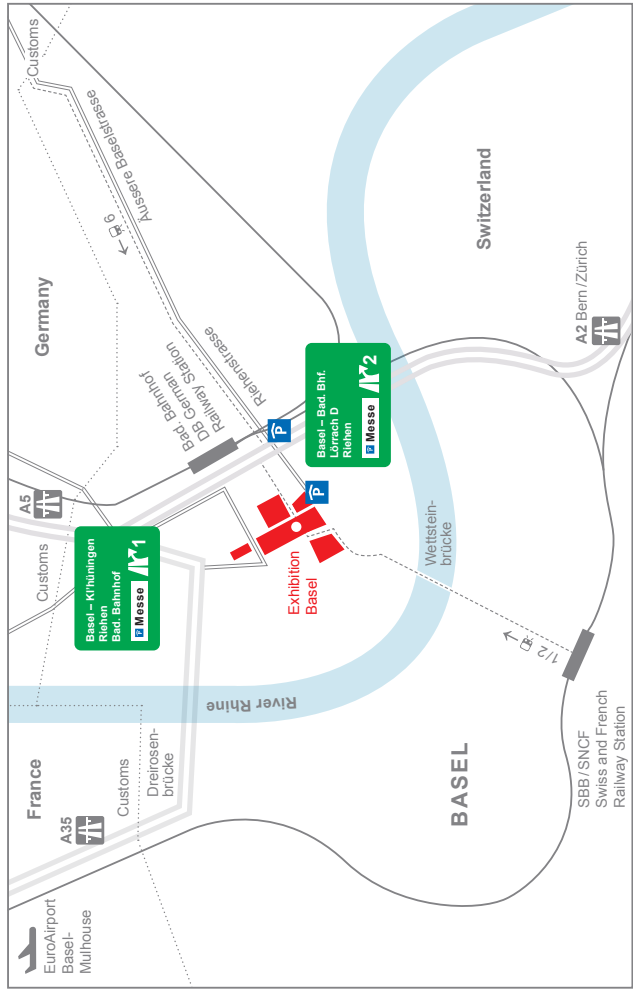 EuroAirport
Basel-
Mulhouse
France
A35
Customs
Dreirosen-
brücke
River Rhine
Customs
A5
Basel – Kl'hüningen
Riehen
Bad. Bahnhof
P Messe 1
Germany
Bad. Bahnhof
DB German
Railway Station
Riehenstrasse
6
Äussere Baselstrasse
Customs
P
P
Basel – Bad. Bhf.
Lörrach D
Riehen
P Messe 2
Exhibition
Basel
Wettstein-
brücke
Switzerland
A2 Bern /Zürich
1/2
BASEL
SBB / SNCF
Swiss and French
Railway Station